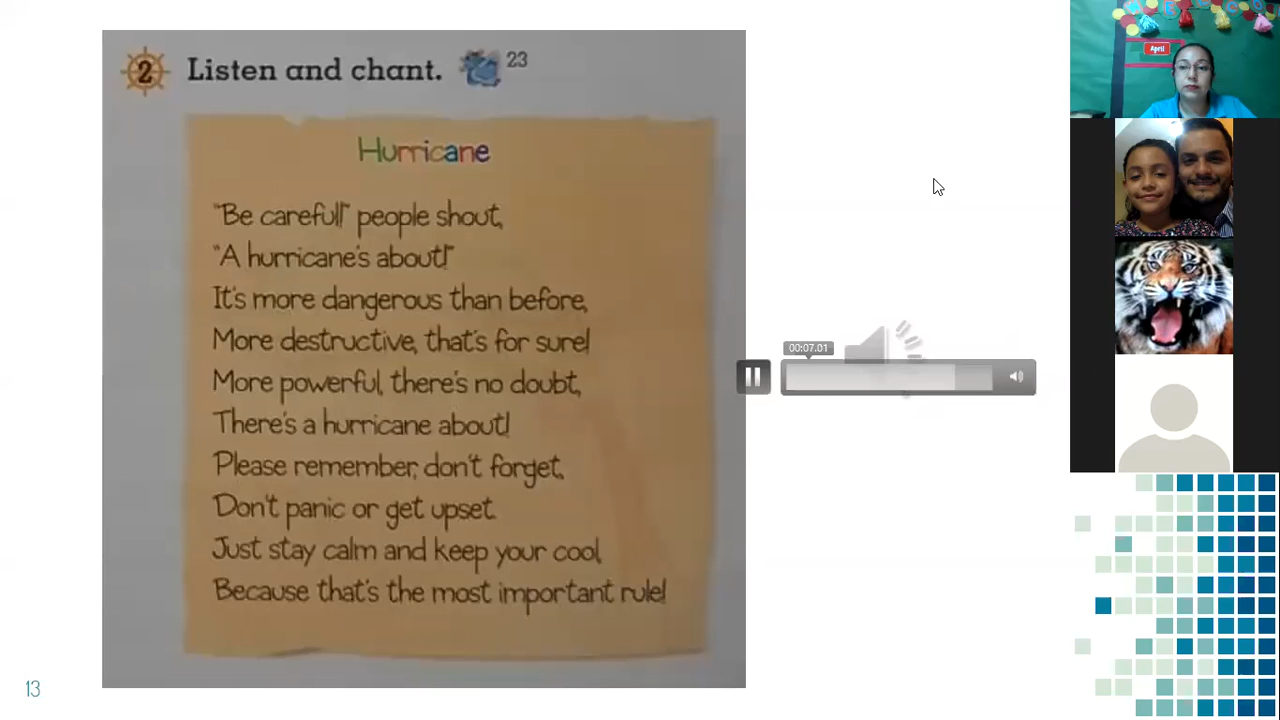 2 Listen and chant. 23
Hurricane
"Be careful!" people shout,
"A hurricane's about!"
It's more dangerous than before,
More destructive, that's for sure!
More powerful, there's no doubt,
There's a hurricane about!
Please remember, don't forget,
Don't panic or get upset.
Just stay calm and keep your cool,
Because that's the most important rule!
00:07.01
April
13